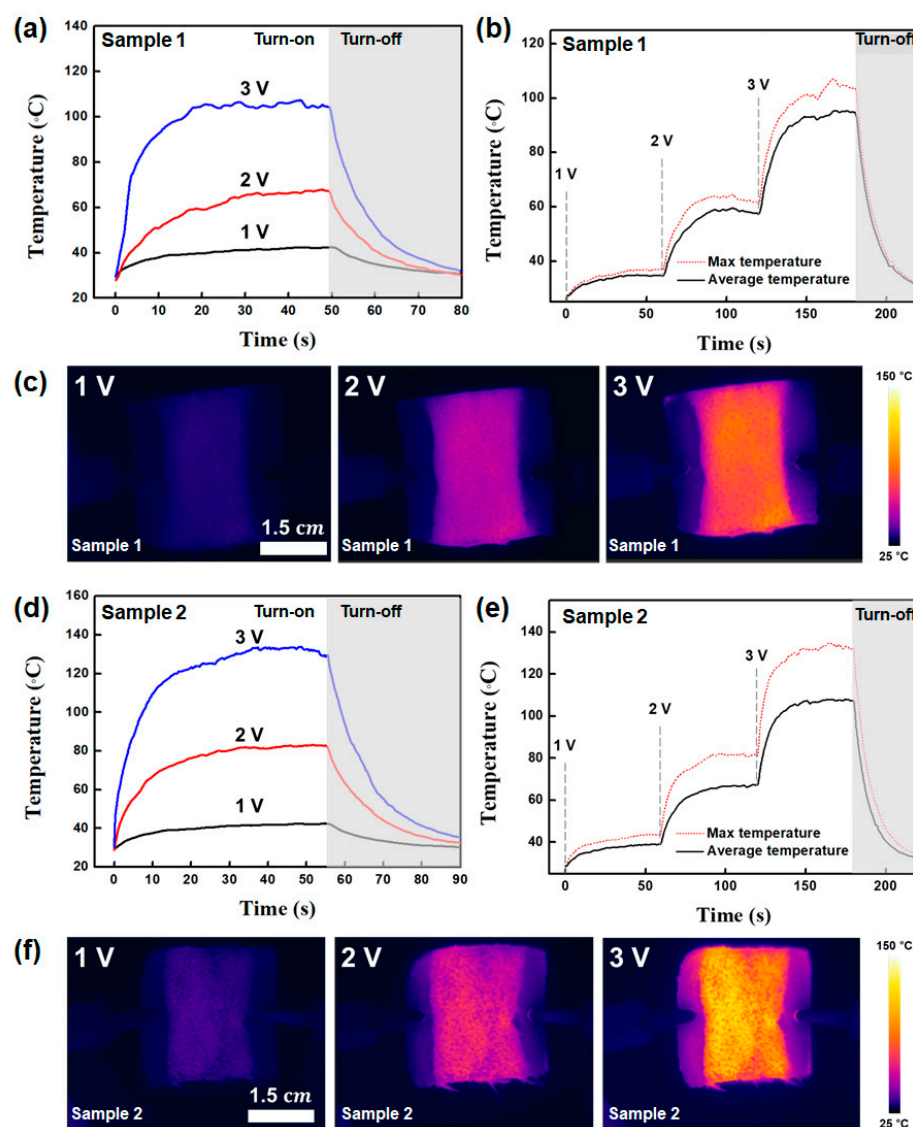 (a)
Sample 1
Turn-on
Turn-off
3 V
2 V
1 V
140
120
100
80
60
40
20
Temperature (◦C)
0 10 20 30 40 50 60 70 80
Time (s)
(b)
Sample 1
Turn-off
1 V
2 V
3 V
Max temperature
Average temperature
120
100
80
60
40
Temperature (◦C)
0 50 100 150 200
Time (s)
(c)
1 V
Sample 1
1.5 cm
2 V
Sample 1
3 V
Sample 1
150 °C
25 °C
(d)
Sample 2
Turn-on
Turn-off
3 V
2 V
1 V
160
140
120
100
80
60
40
20
Temperature (◦C)
0 10 20 30 40 50 60 70 80 90
Time (s)
(e)
Sample 2
Turn-off
1 V
2 V
3 V
Max temperature
Average temperature
140
120
100
80
60
40
Temperature (◦C)
0 50 100 150 200
Time (s)
(f)
1 V
Sample 2
1.5 cm
2 V
Sample 2
3 V
Sample 2
150 °C
25 °C